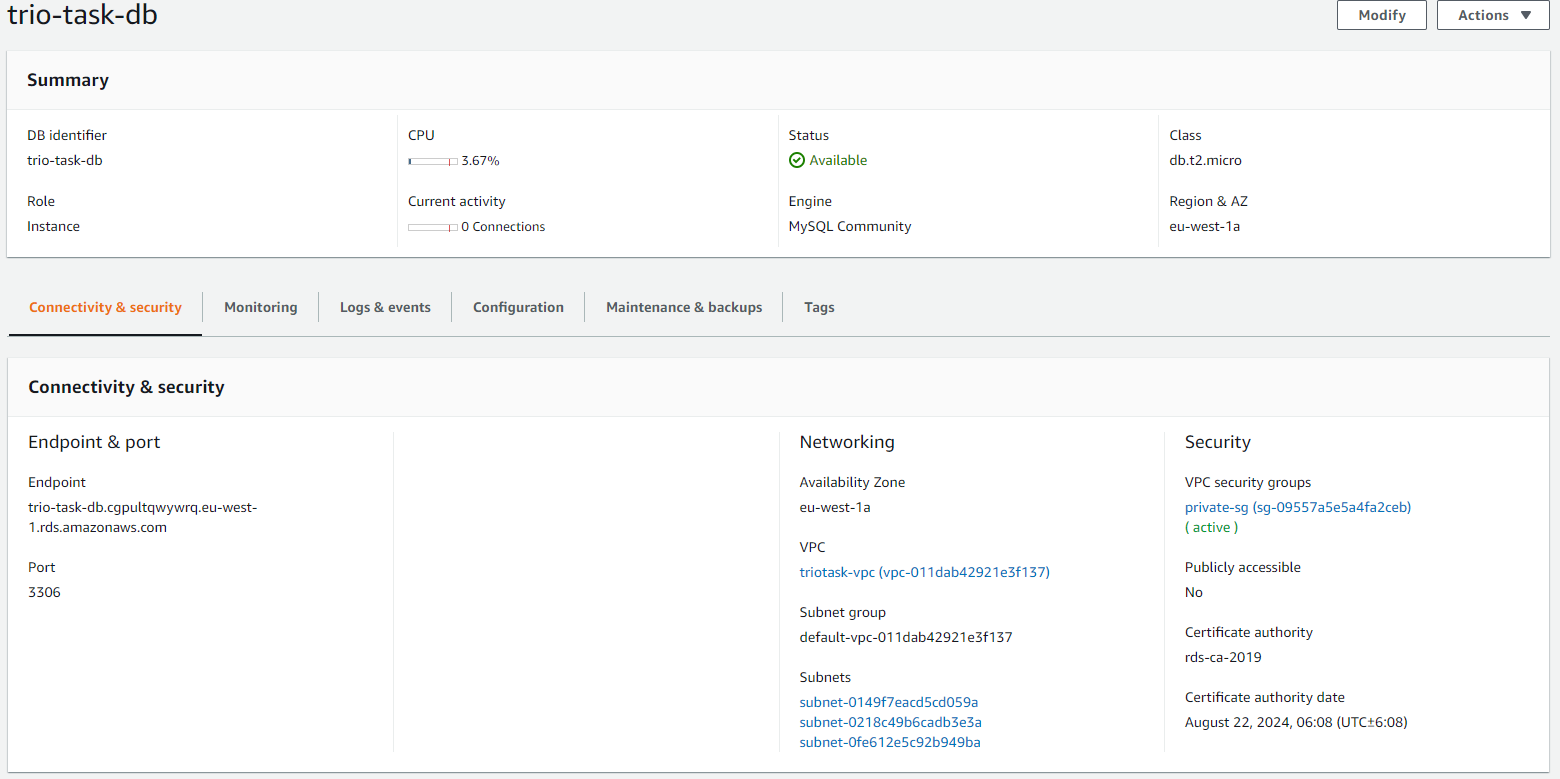 trio-task-db
Modify
Actions
Summary
DB identifier
trio-task-db
CPU
3.67%
Status
Available
Class
db.t2.micro
Role
Instance
Current activity
0 Connections
Engine
MySQL Community
Region & AZ
eu-west-1a
Connectivity & security
Monitoring
Logs & events
Configuration
Maintenance & backups
Tags
Connectivity & security
Endpoint & port
Endpoint
trio-task-db.cgpultqwywrq.eu-west-
1.rds.amazonaws.com
Port
3306
Networking
Availability Zone
eu-west-1a
VPC
triotask-vpc (vpc-011dab42921e3f137)
Subnet group
default-vpc-011dab42921e3f137
Subnets
subnet-0149f7eacd5cd059a
subnet-0218c49b6cadb3e3a
subnet-0fe612e5c92b949ba
Security
VPC security groups
private-sg (sg-09557a5e5a4fa2ceb)
( active )
Publicly accessible
No
Certificate authority
rds-ca-2019
Certificate authority date
August 22, 2024, 06:08 (UTC±6:08)